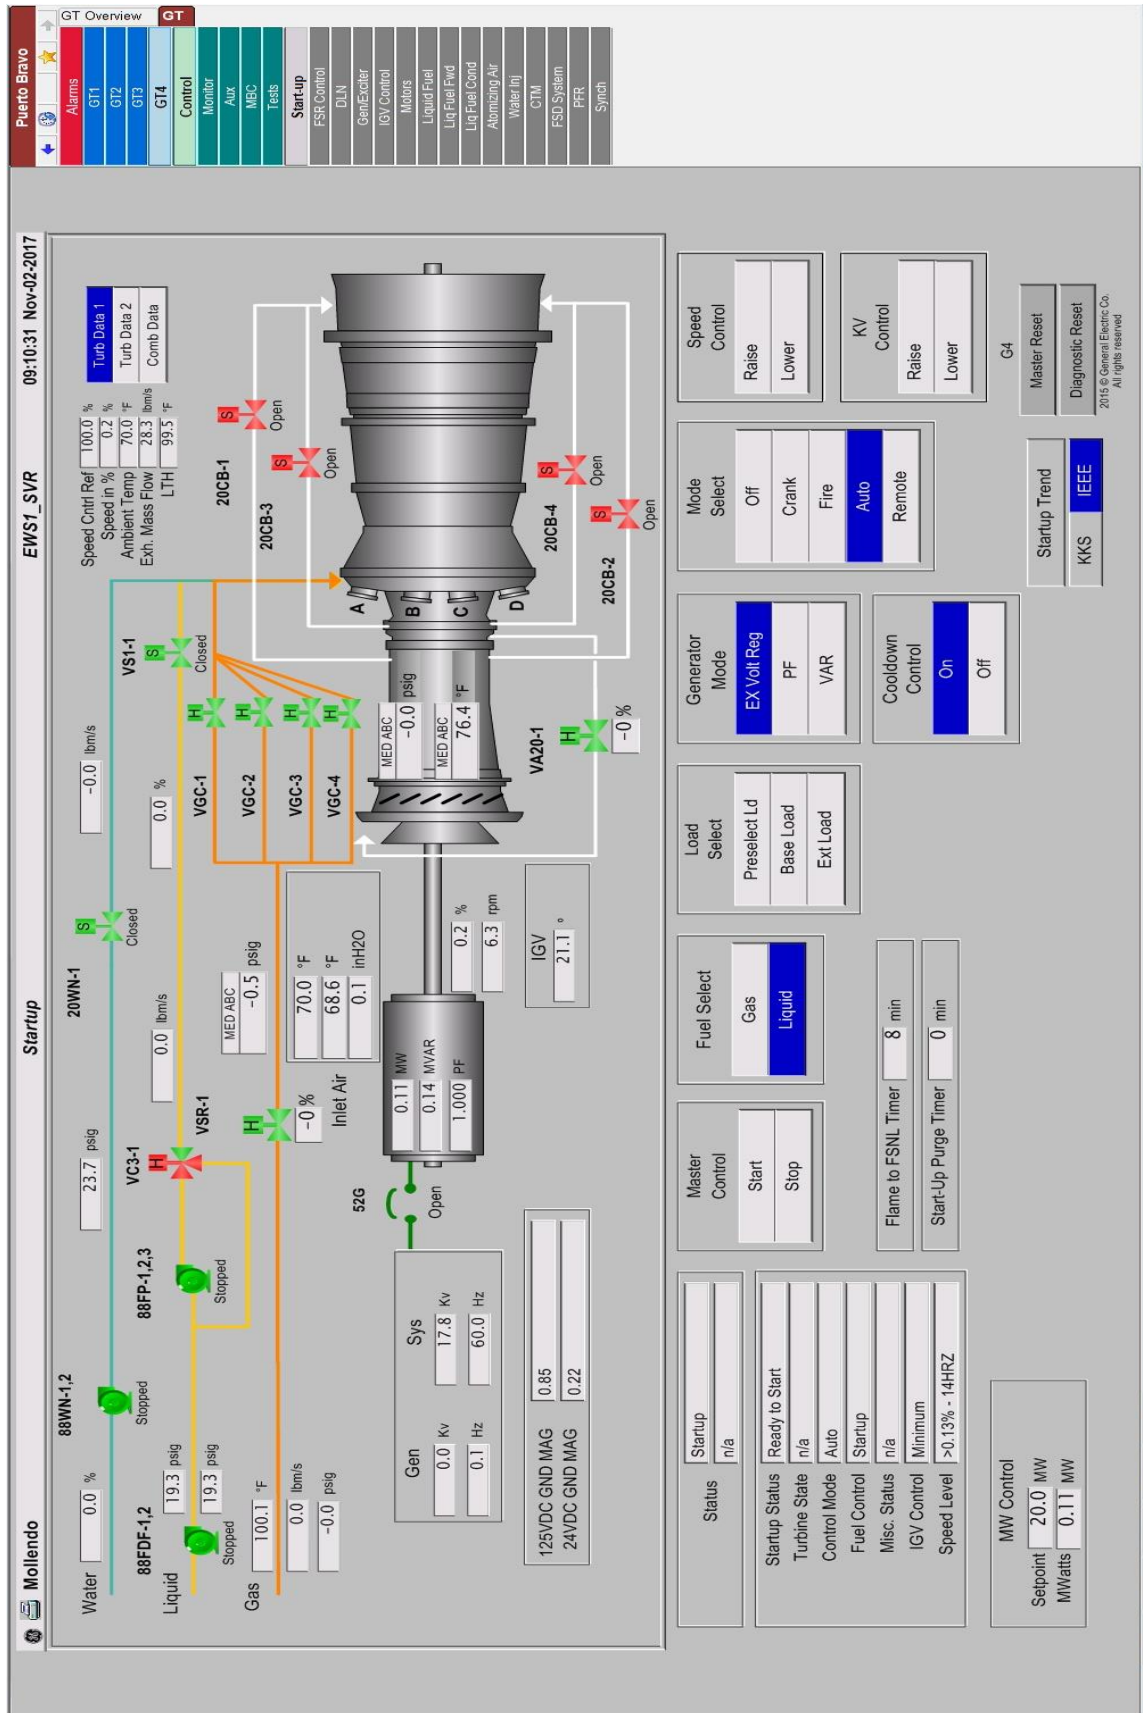 Mollendo
Startup
EWS1_SVR
09:10:31 Nov-02-2017
Puerto Bravo
GT Overview
GT
Alarms
GT1
GT2
GT3
GT4
Control
Monitor
Aux
MBC
Tests
Start-up
FSR Control
DLN
Gen/Exciter
IGV Control
Motors
Liquid Fuel
Liq Fuel Fwd
Liq Fuel Cond
Atomizing Air
Water Inj
CTM
FSD System
PFR
Synch
Water
0.0 %
88WN-1,2
Stopped
23.7 psig
20WN-1
Closed
-0.0 lbm/s
Speed Cntrl Ref 100.0 %
Speed in % 0.2 %
Ambient Temp 70.0 °F
Exh. Mass Flow 28.3 lbm/s
LTH 99.5 °F
Turb Data 1
Turb Data 2
Comb Data
Liquid
88FDF-1,2
Stopped
19.3 psig
19.3 psig
88FP-1,2,3
Stopped
VC3-1
H
0.0 lbm/s
0.0 %
VS1-1
S
Closed
Gas
100.1 °F
0.0 lbm/s
-0.0 psig
VSR-1
H
-0 %
MED ABC
-0.5 psig
VGC-1
H
VGC-2
H
VGC-3
H
VGC-4
H
20CB-1
S
Open
20CB-3
S
Open
20CB-4
S
Open
20CB-2
S
Open
A
B
C
D
Inlet Air
70.0 °F
68.6 °F
0.1 inH2O
MED ABC
-0.0 psig
MED ABC
76.4 °F
VA20-1
H
-0 %
52G
Open
0.11 MW
0.14 MVAR
1.000 PF
0.2 %
6.3 rpm
IGV
21.1 °
Gen
Sys
0.0 Kv
17.8 Kv
0.1 Hz
60.0 Hz
125VDC GND MAG 0.85
24VDC GND MAG 0.22
Status
Startup
n/a
Startup Status Ready to Start
Turbine State n/a
Control Mode Auto
Fuel Control Startup
Misc. Status n/a
IGV Control Minimum
Speed Level >0.13% - 14HRZ
MW Control
Setpoint 20.0 MW
MWatts 0.11 MW
Master
Control
Start
Stop
Fuel Select
Gas
Liquid
Flame to FSNL Timer 8 min
Start-Up Purge Timer 0 min
Load
Select
Preselect Ld
Base Load
Ext Load
Generator
Mode
EX Volt Reg
PF
VAR
Cooldown
Control
On
Off
Mode
Select
Off
Crank
Fire
Auto
Remote
Speed
Control
Raise
Lower
KV
Control
Raise
Lower
Startup Trend
KKS
IEEE
G4
Master Reset
Diagnostic Reset
2015 © General Electric Co.
All rights reserved